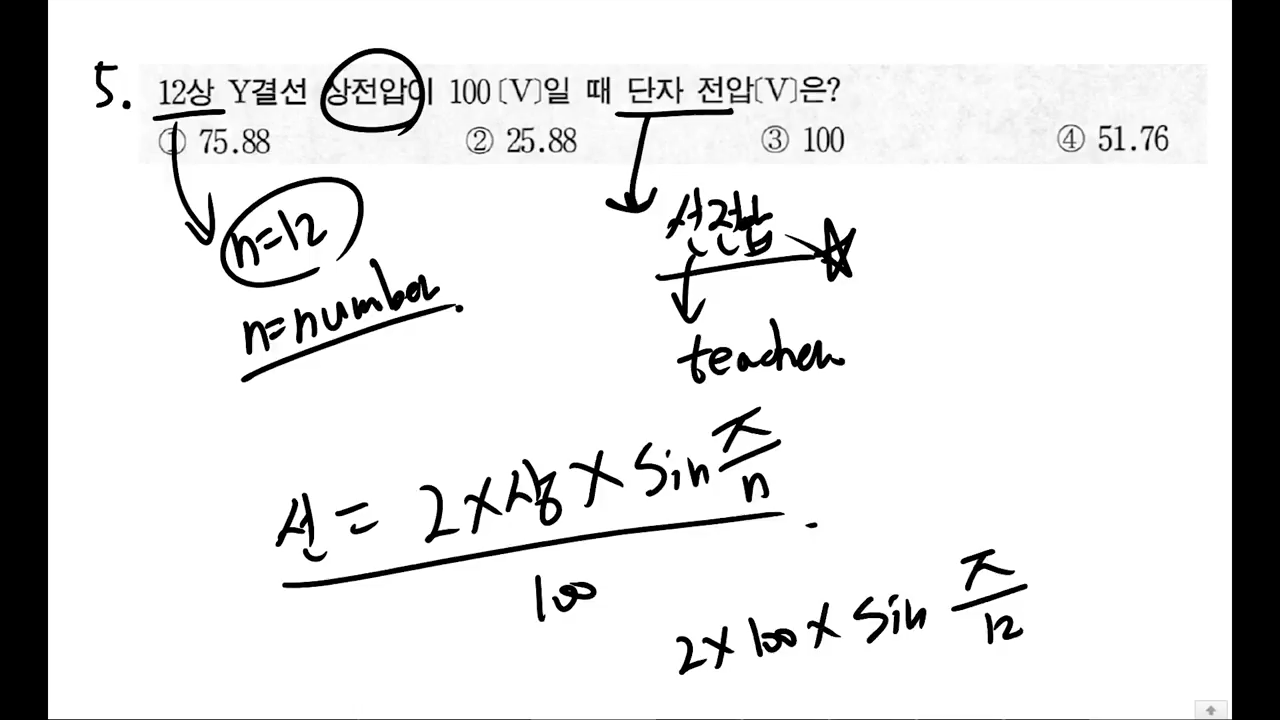 5. 12상 Y결선 상전압이 100 [V]일 때 단자 전압[V]은?
① 75.88 ② 25.88 ③ 100 ④ 51.76
n=12
n=number
선전압
teacher
선 = 2×상×sin π/n
100
2×100×sin π/12